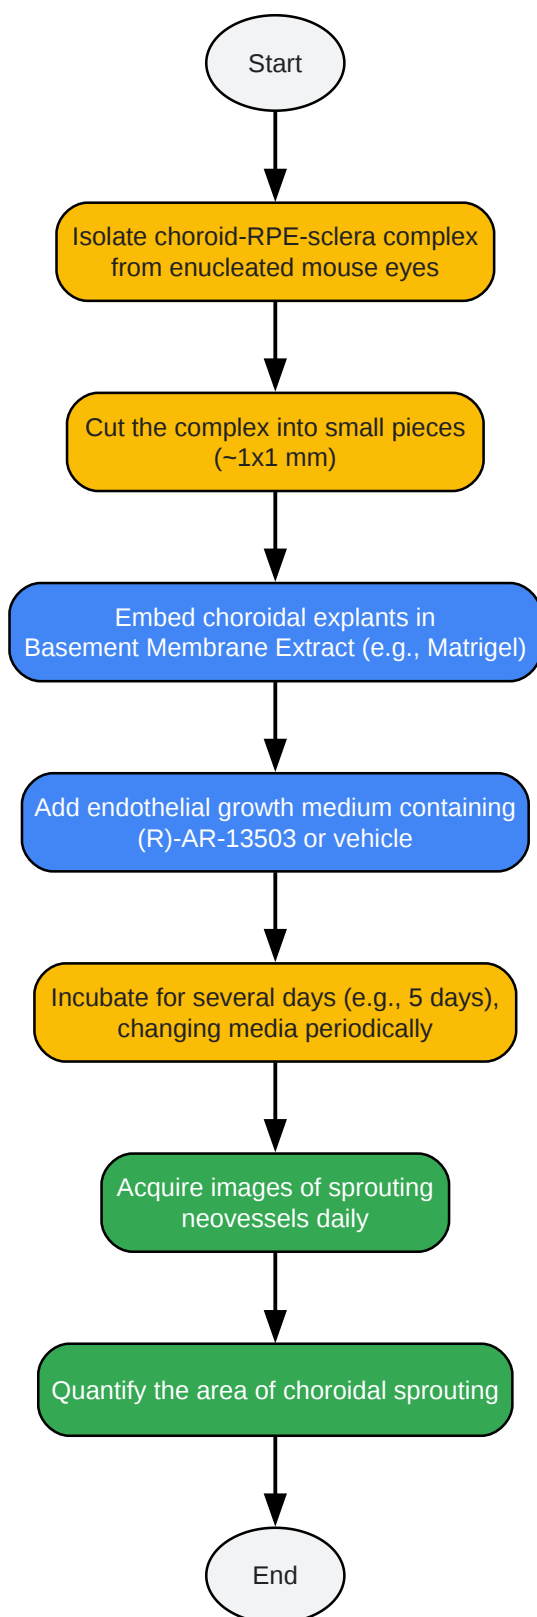 Start
Isolate choroid-RPE-sclera complex
from enucleated mouse eyes
Cut the complex into small pieces
(~1x1 mm)
Embed choroidal explants in
Basement Membrane Extract (e.g., Matrigel)
Add endothelial growth medium containing
(R)-AR-13503 or vehicle
Incubate for several days (e.g., 5 days),
changing media periodically
Acquire images of sprouting
neovessels daily
Quantify the area of choroidal sprouting
End